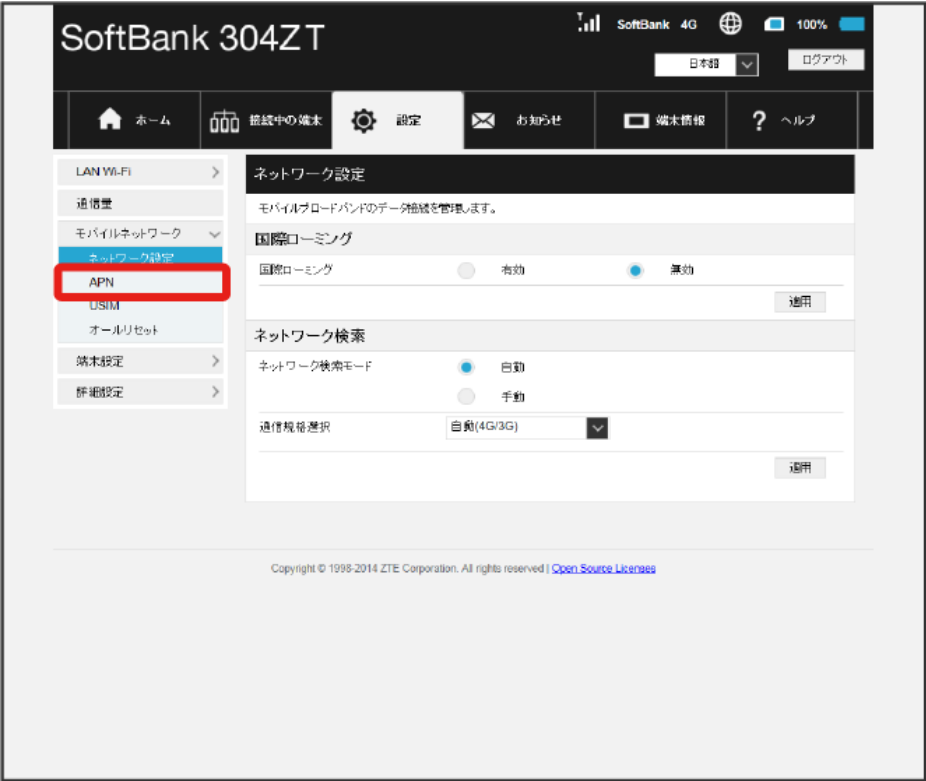 SoftBank 304ZT
SoftBank 4G 100%
日本語
ログアウト
ホーム
接続中の端末
設定
お知らせ
端末情報
? ヘルプ
LAN Wi-Fi
通信量
モバイルネットワーク
ネットワーク設定
APN
USIM
オールリセット
端末設定
詳細設定
ネットワーク設定
モバイルブロードバンドのデータ接続を管理します。
国際ローミング
国際ローミング 有効 無効
適用
ネットワーク検索
ネットワーク検索モード 自動
手動
通信規格選択 自動(4G/3G)
適用
Copyright © 1998-2014 ZTE Corporation. All rights reserved | Open Source Licenses